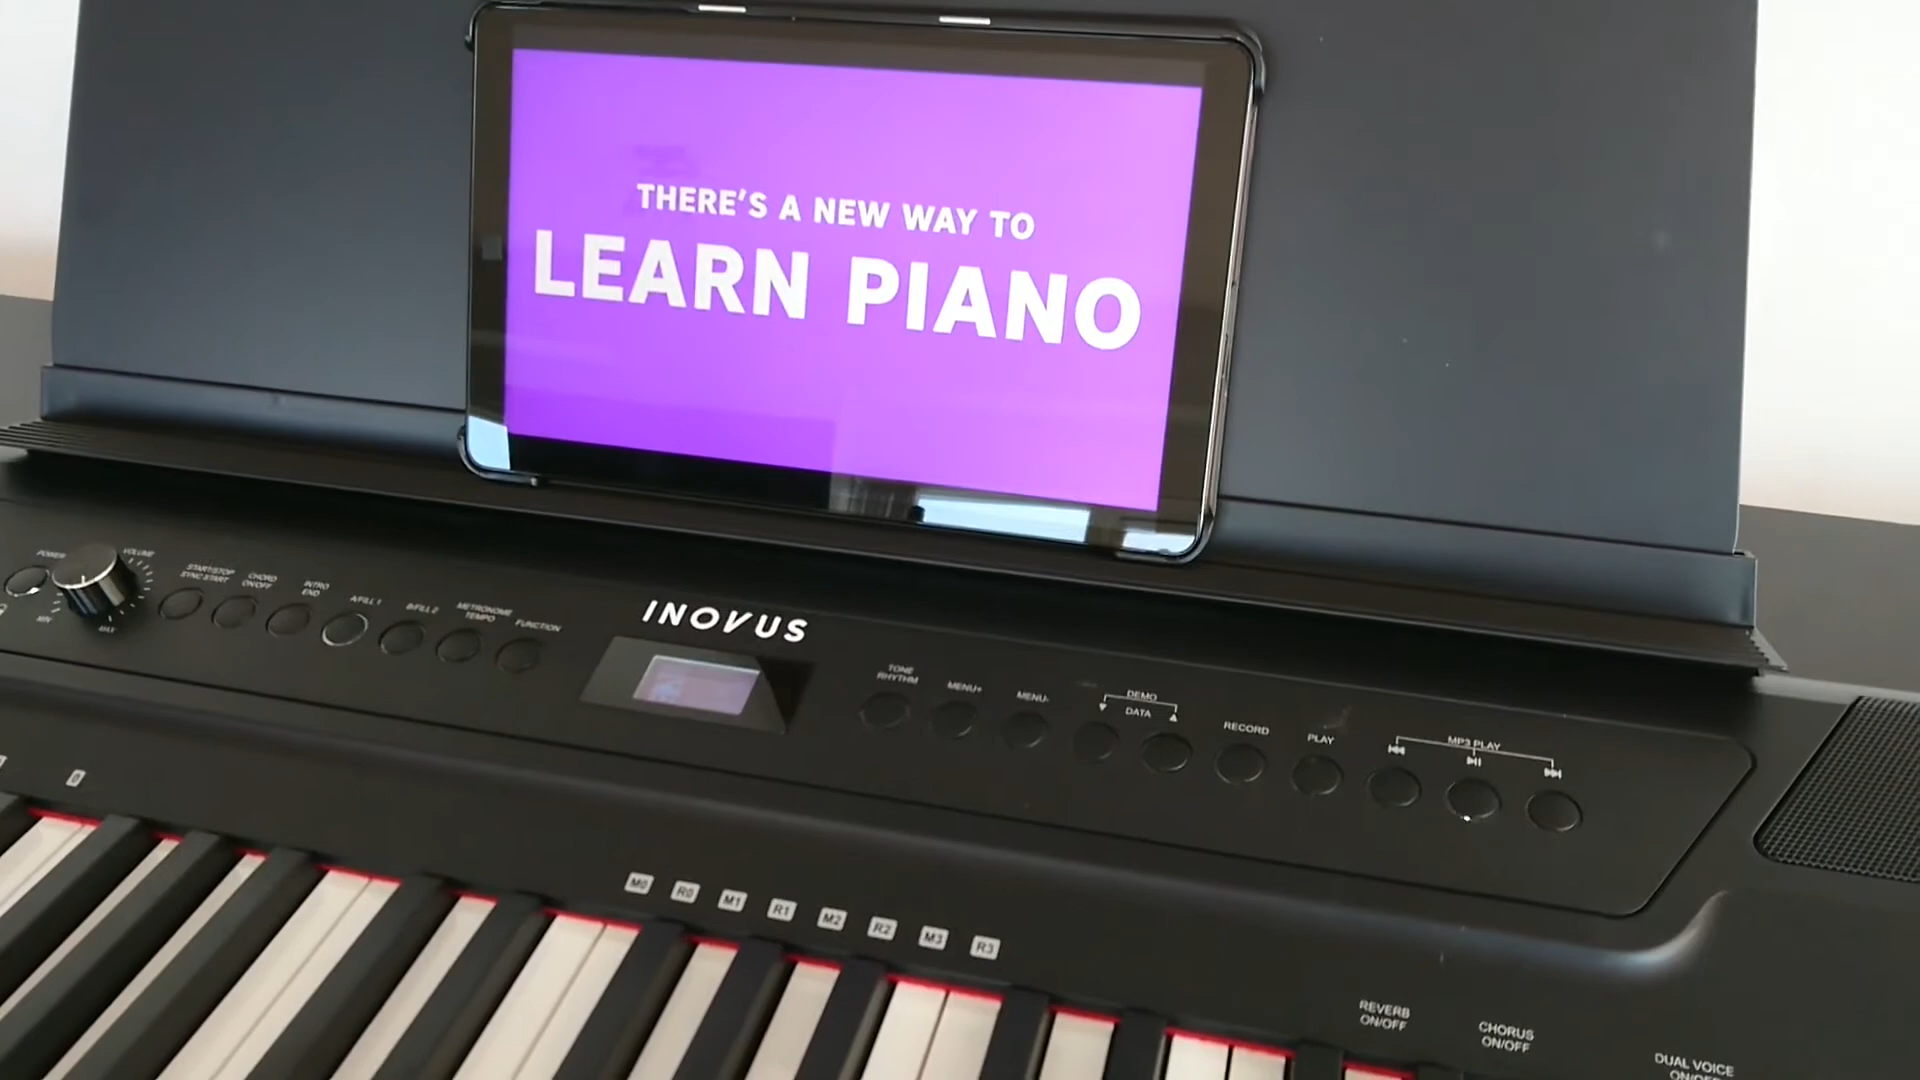 THERE'S A NEW WAY TO
LEARN PIANO
POWER
VOLUME
MIN
MAX
START/STOP
SYNC START
CHORD
ON/OFF
INTRO
END
A/FILL 1
B/FILL 2
METRONOME
TEMPO
FUNCTION
INOVUS
TONE
RHYTHM
MENU+
MENU-
DEMO
DATA
RECORD
PLAY
MP3 PLAY
M0 R0 M1 R1 M2 R2 M3 R3
REVERB
ON/OFF
CHORUS
ON/OFF
DUAL VOICE
ON/OFF